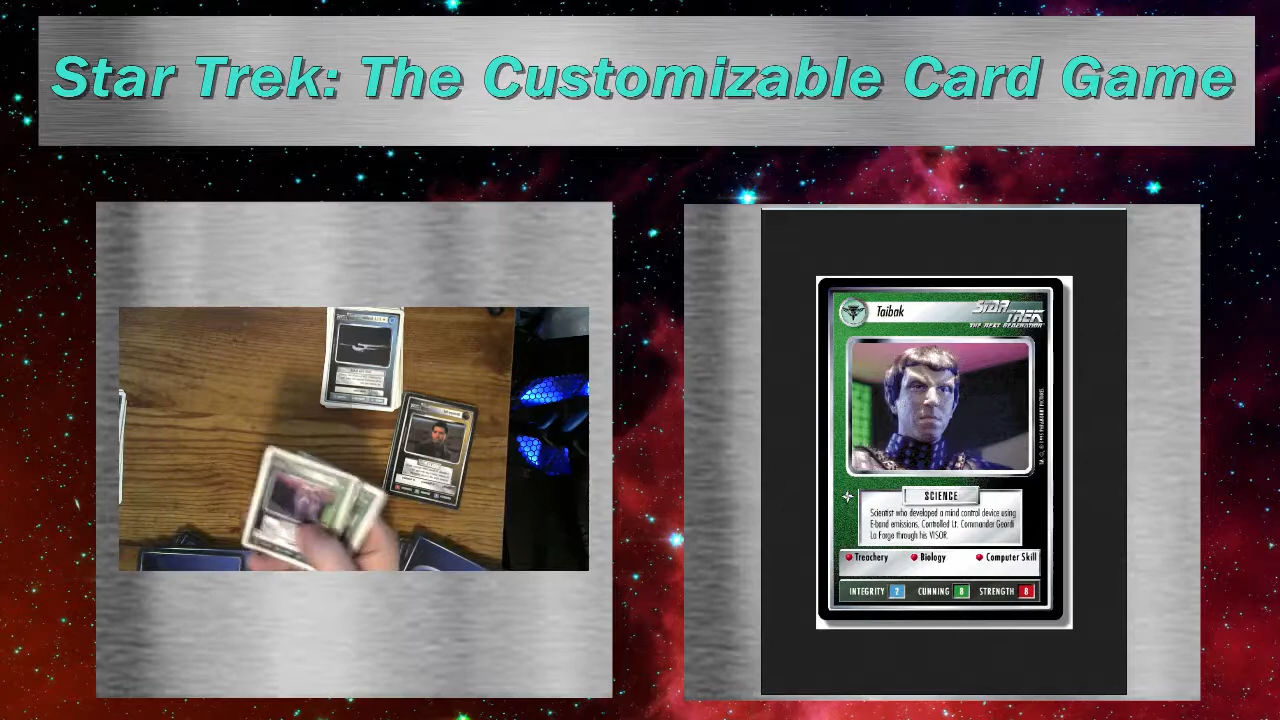 Star Trek: The Customizable Card Game
Taibak
STAR TREK
THE NEXT GENERATION
SCIENCE
Scientist who developed a mind control device using
E-band emissions. Controlled Lt. Commander Geordi
La Forge through his VISOR.
Treachery Biology Computer Skill
INTEGRITY 2 CUNNING 8 STRENGTH 8